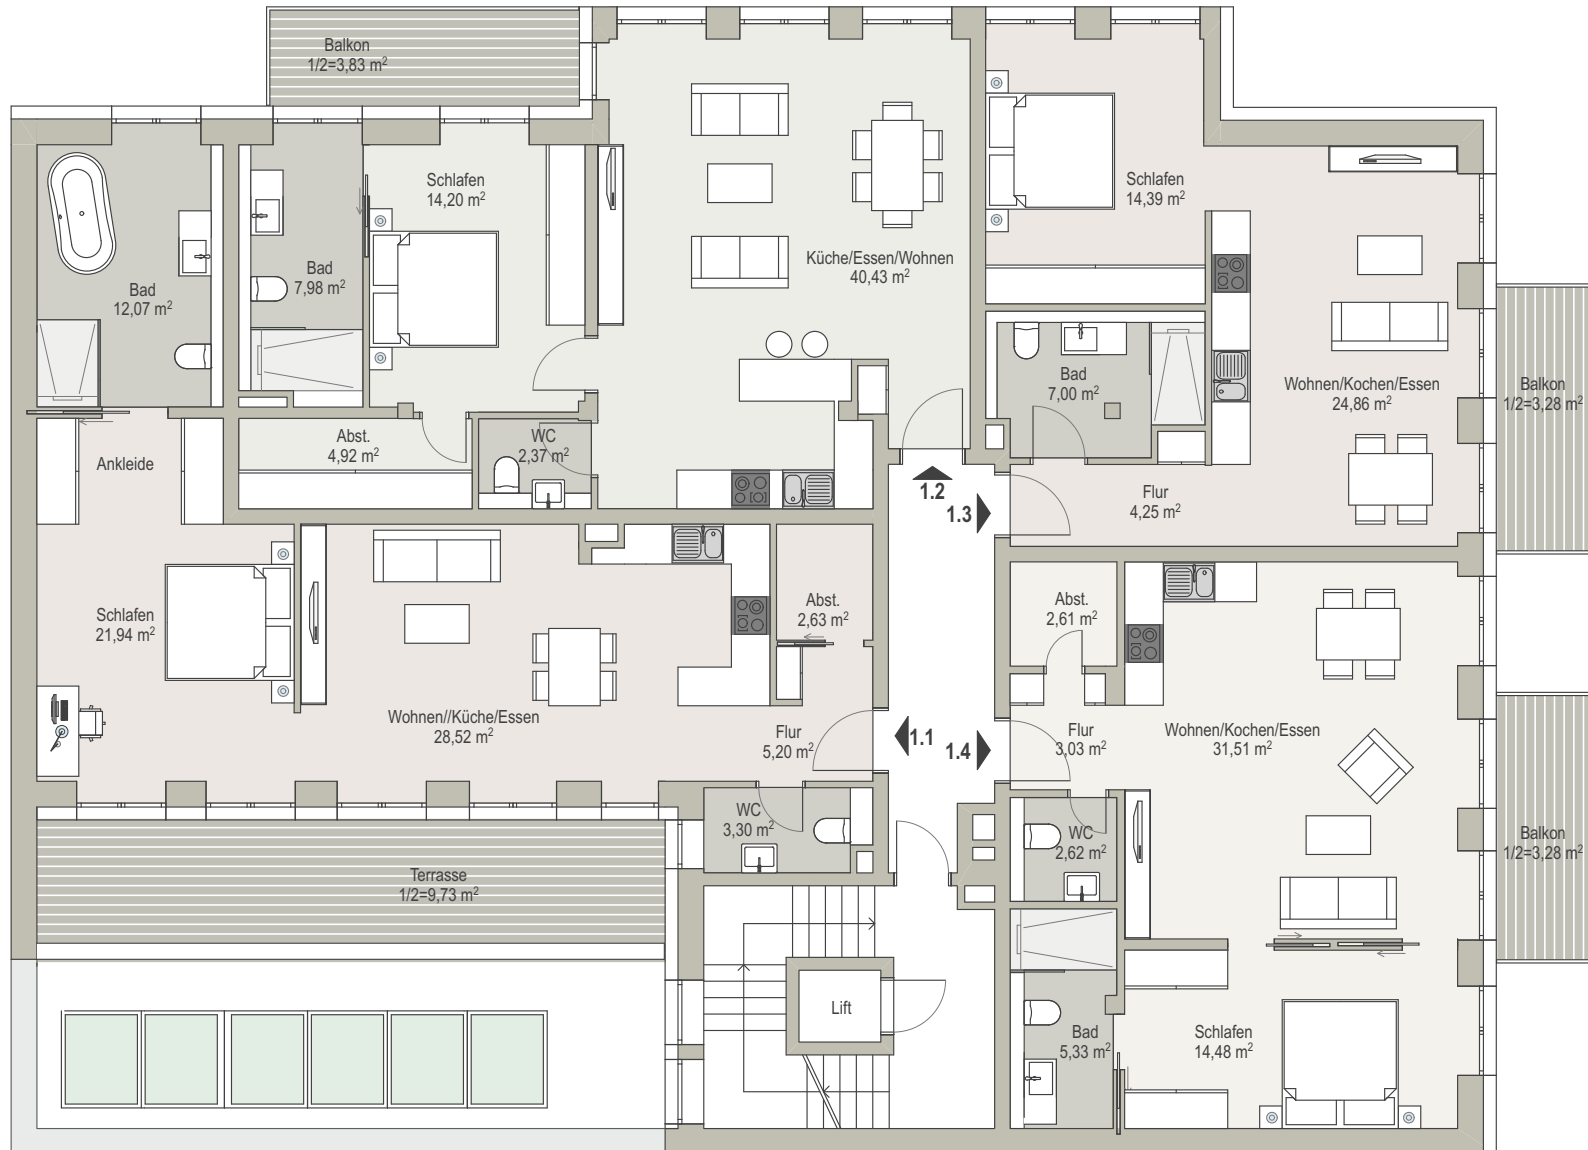 Balkon
1/2=3,83 m²
Schlafen
14,20 m²
Schlafen
14,39 m²
Küche/Essen/Wohnen
40,43 m²
Bad
7,98 m²
Bad
12,07 m²
Bad
7,00 m²
Wohnen/Kochen/Essen
24,86 m²
Balkon
1/2=3,28 m²
Abst.
4,92 m²
WC
2,37 m²
Ankleide
1.2
1.3
Flur
4,25 m²
Schlafen
21,94 m²
Abst.
2,63 m²
Abst.
2,61 m²
Wohnen//Küche/Essen
28,52 m²
Flur
5,20 m²
1.1
1.4
Flur
3,03 m²
Wohnen/Kochen/Essen
31,51 m²
WC
3,30 m²
WC
2,62 m²
Balkon
1/2=3,28 m²
Terrasse
1/2=9,73 m²
Lift
Bad
5,33 m²
Schlafen
14,48 m²